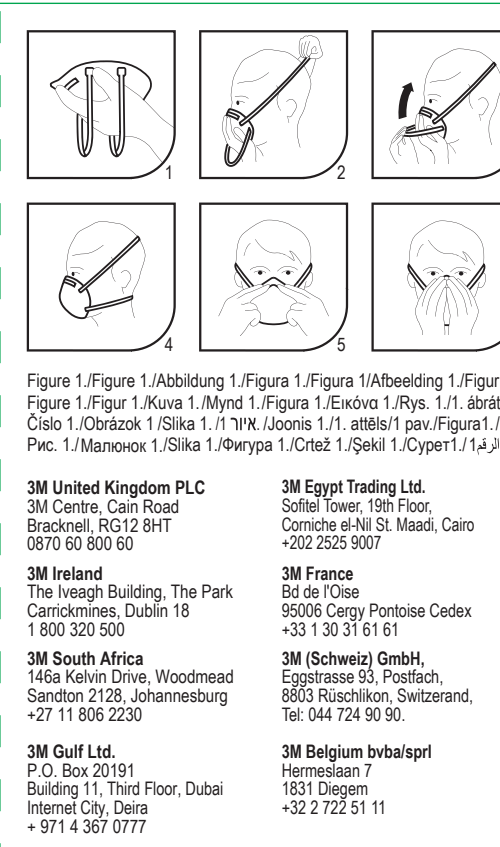 1
2
4
5
Figure 1./Figure 1./Abbildung 1./Figura 1./Figura 1/Afbeelding 1./Figur
Figure 1./Figur 1./Kuva 1./Mynd 1./Figura 1./Εικόνα 1./Rys. 1./1. ábrát
Číslo 1./Obrázok 1 /Slika 1. /1 איור. /Joonis 1./1. attēls/1 pav./Figura1. /
Рис. 1./Малюнок 1./Slika 1./Фигура 1./Crtež 1./Şekil 1./Сурет1./ الرقم1
3M United Kingdom PLC
3M Centre, Cain Road
Bracknell, RG12 8HT
0870 60 800 60
3M Ireland
The Iveagh Building, The Park
Carrickmines, Dublin 18
1 800 320 500
3M South Africa
146a Kelvin Drive, Woodmead
Sandton 2128, Johannesburg
+27 11 806 2230
3M Gulf Ltd.
P.O. Box 20191
Building 11, Third Floor, Dubai
Internet City, Deira
+ 971 4 367 0777
3M Egypt Trading Ltd.
Sofitel Tower, 19th Floor,
Corniche el-Nil St. Maadi, Cairo
+202 2525 9007
3M France
Bd de l'Oise
95006 Cergy Pontoise Cedex
+33 1 30 31 61 61
3M (Schweiz) GmbH,
Eggstrasse 93, Postfach,
8803 Rüschlikon, Switzerand,
Tel: 044 724 90 90.
3M Belgium bvba/sprl
Hermeslaan 7
1831 Diegem
+32 2 722 51 11